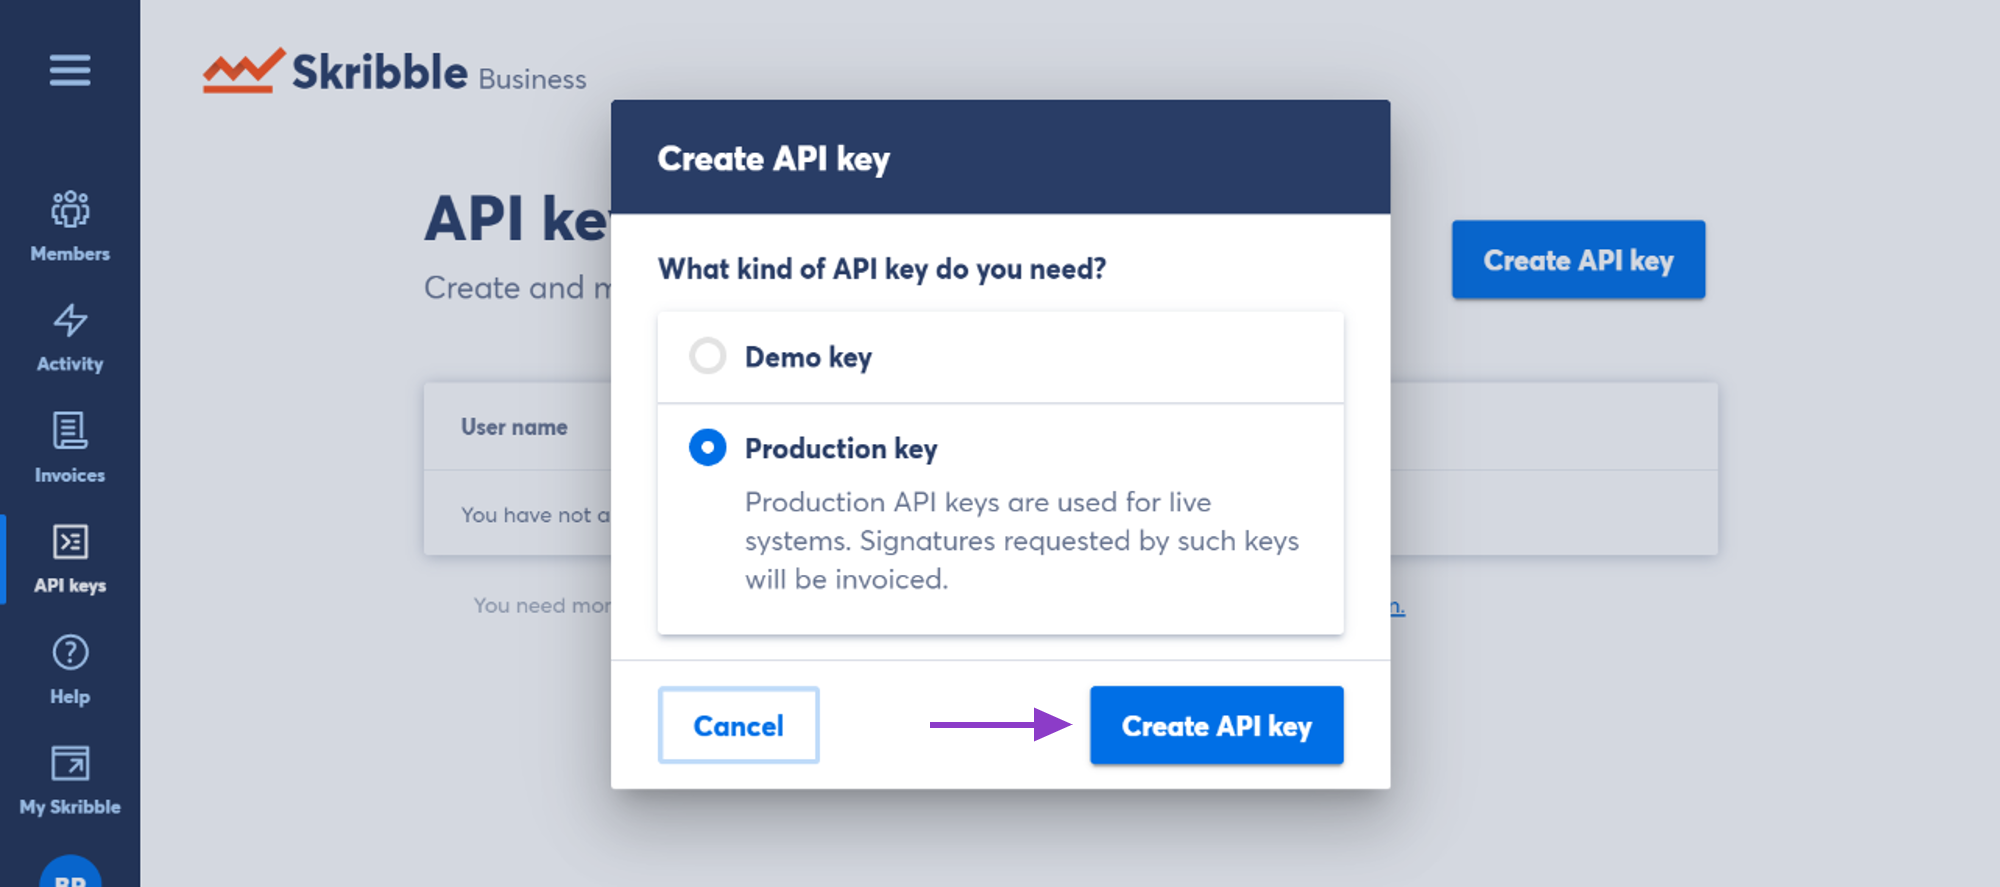 Skribble Business
Members
Activity
Invoices
API keys
Help
My Skribble
API
Create and
Create API key
User name
You have not
You need
Create API key
What kind of API key do you need?
Demo key
Production key
Production API keys are used for live
systems. Signatures requested by such keys
will be invoiced.
Cancel
Create API key